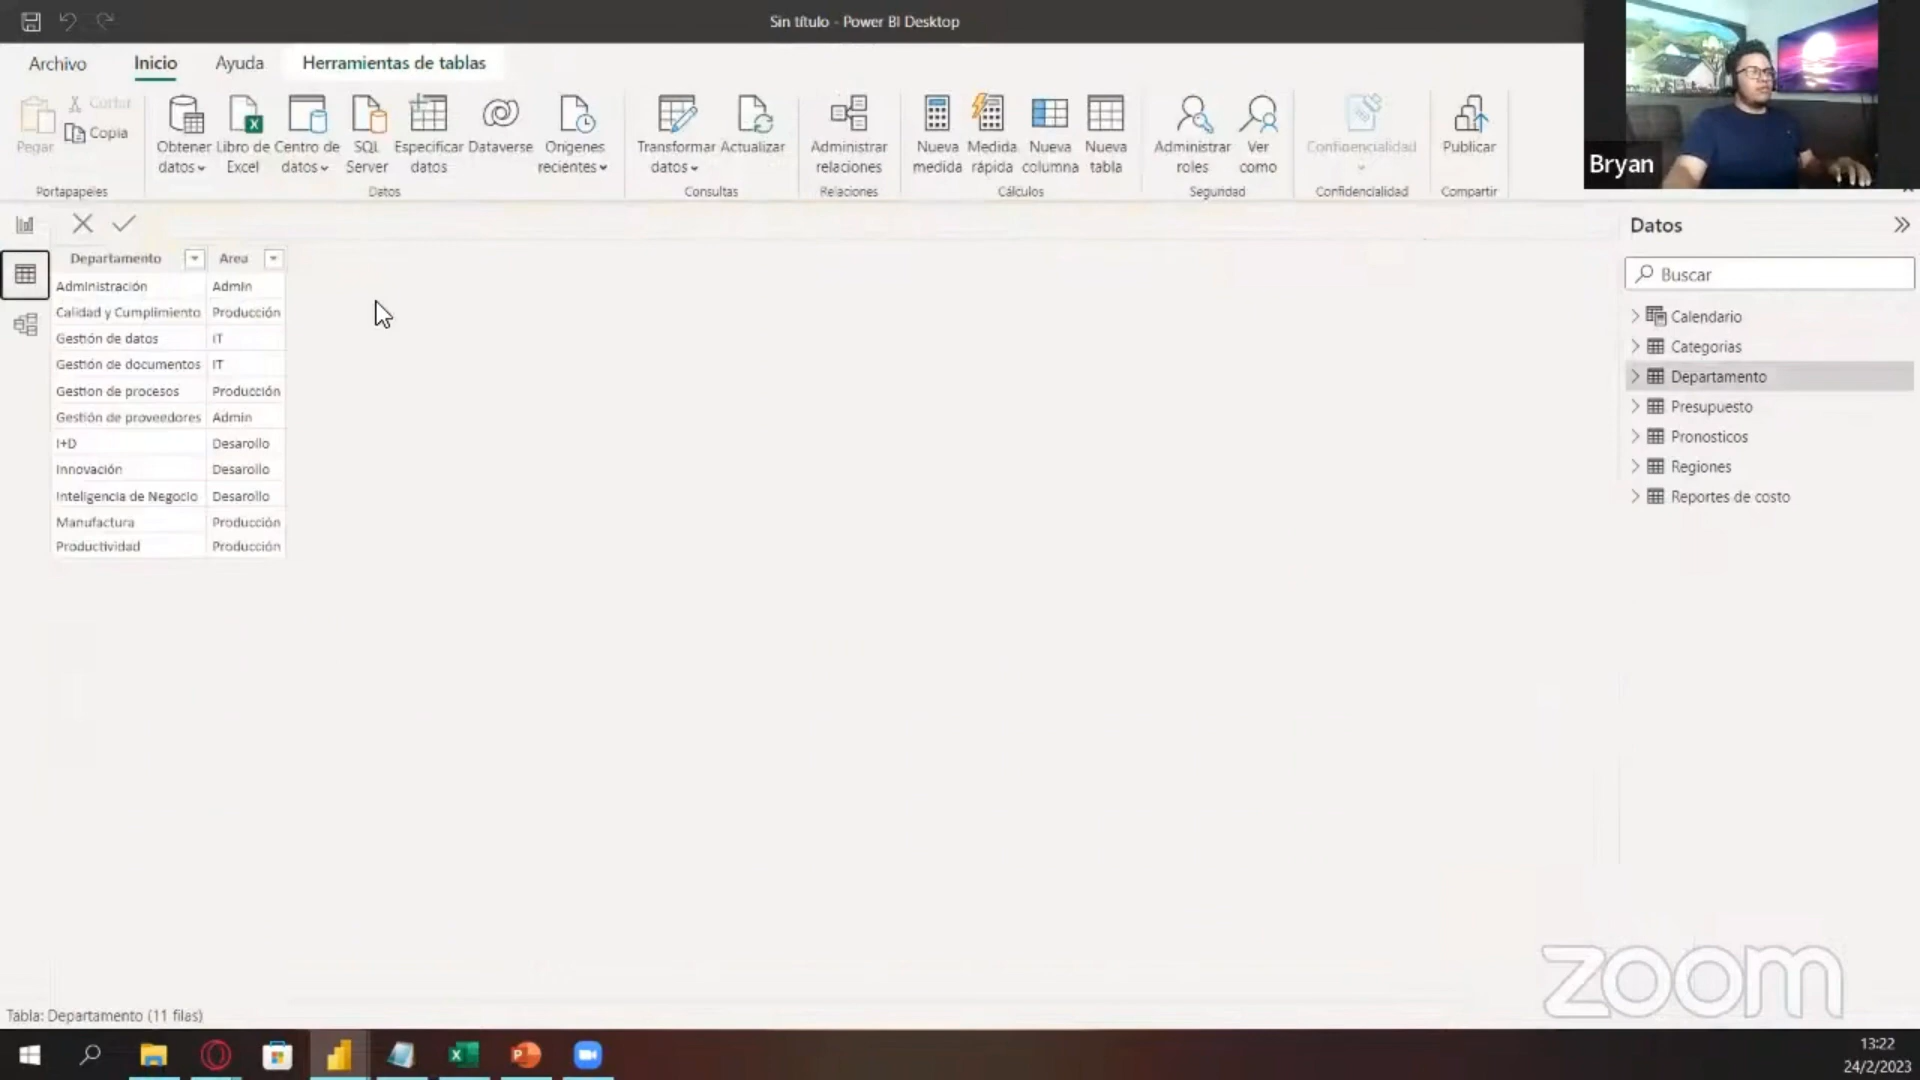 Sin título - Power BI Desktop
Archivo Inicio Ayuda Herramientas de tablas
Pegar Cortar Copia
Obtener datos Libro de Excel Centro de datos SQL Server Especificar datos Dataverse Orígenes recientes
Transformar datos Actualizar
Administrar relaciones
Nueva medida Medida rápida Nueva columna Nueva tabla
Administrar roles Ver como
Confidencialidad
Publicar
Portapapeles Datos Consultas Relaciones Cálculos Seguridad Confidencialidad Compartir
Bryan
Departamento Area
Administración Admin
Calidad y Cumplimiento Producción
Gestión de datos IT
Gestión de documentos IT
Gestion de procesos Producción
Gestión de proveedores Admin
I+D Desarollo
Innovación Desarollo
Inteligencia de Negocio Desarollo
Manufactura Producción
Productividad Producción
Datos
Buscar
Calendario
Categorias
Departamento
Presupuesto
Pronosticos
Regiones
Reportes de costo
zoom
Tabla: Departamento (11 filas)
13:22
24/2/2023